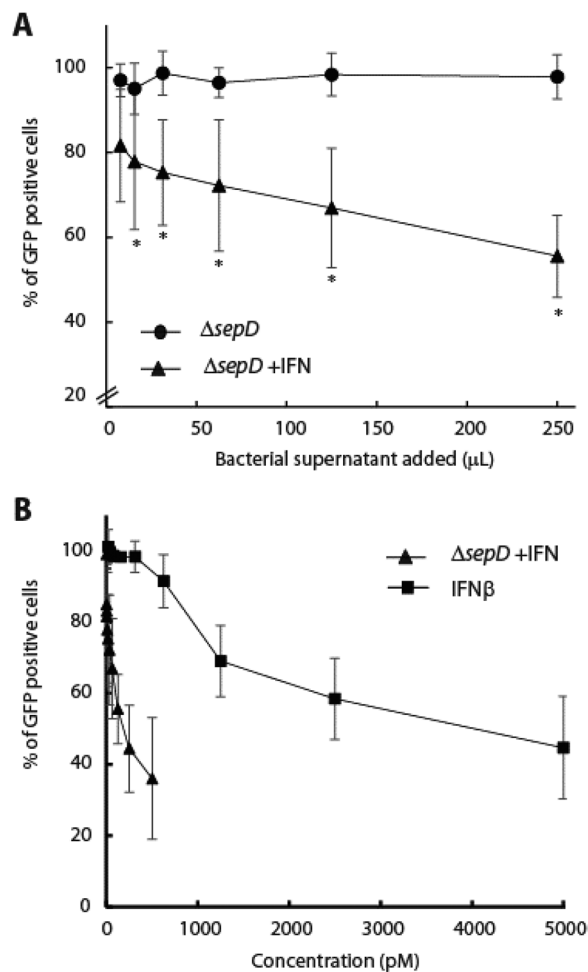 A
% of GFP positive cells
100
80
60
40
20
* * * * *
ΔsepD
ΔsepD +IFN
0 50 100 150 200 250
Bacterial supernatant added (μL)
B
% of GFP positive cells
100
80
60
40
20
0
ΔsepD +IFN
IFNβ
0 1000 2000 3000 4000 5000
Concentration (pM)